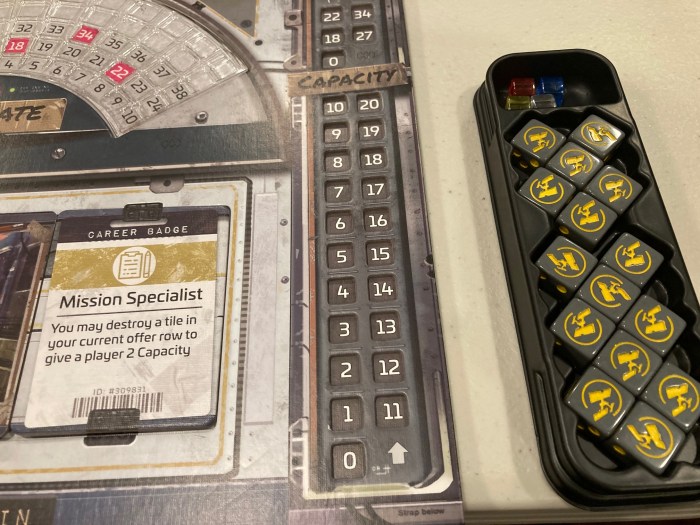 32 34 35 36 37 38
18 19 20 21 22 23 24
4 5 6 7 8 9 10
ATE
22 34
18 27
0
CAPACITY
10 20
9 19
8 18
7 17
6 16
5 15
4 14
3 13
2 12
1 11
0
Strap below
CAREER BADGE
Mission Specialist
You may destroy a tile in
your current offer row to
give a player 2 Capacity
ID: #309831
IN